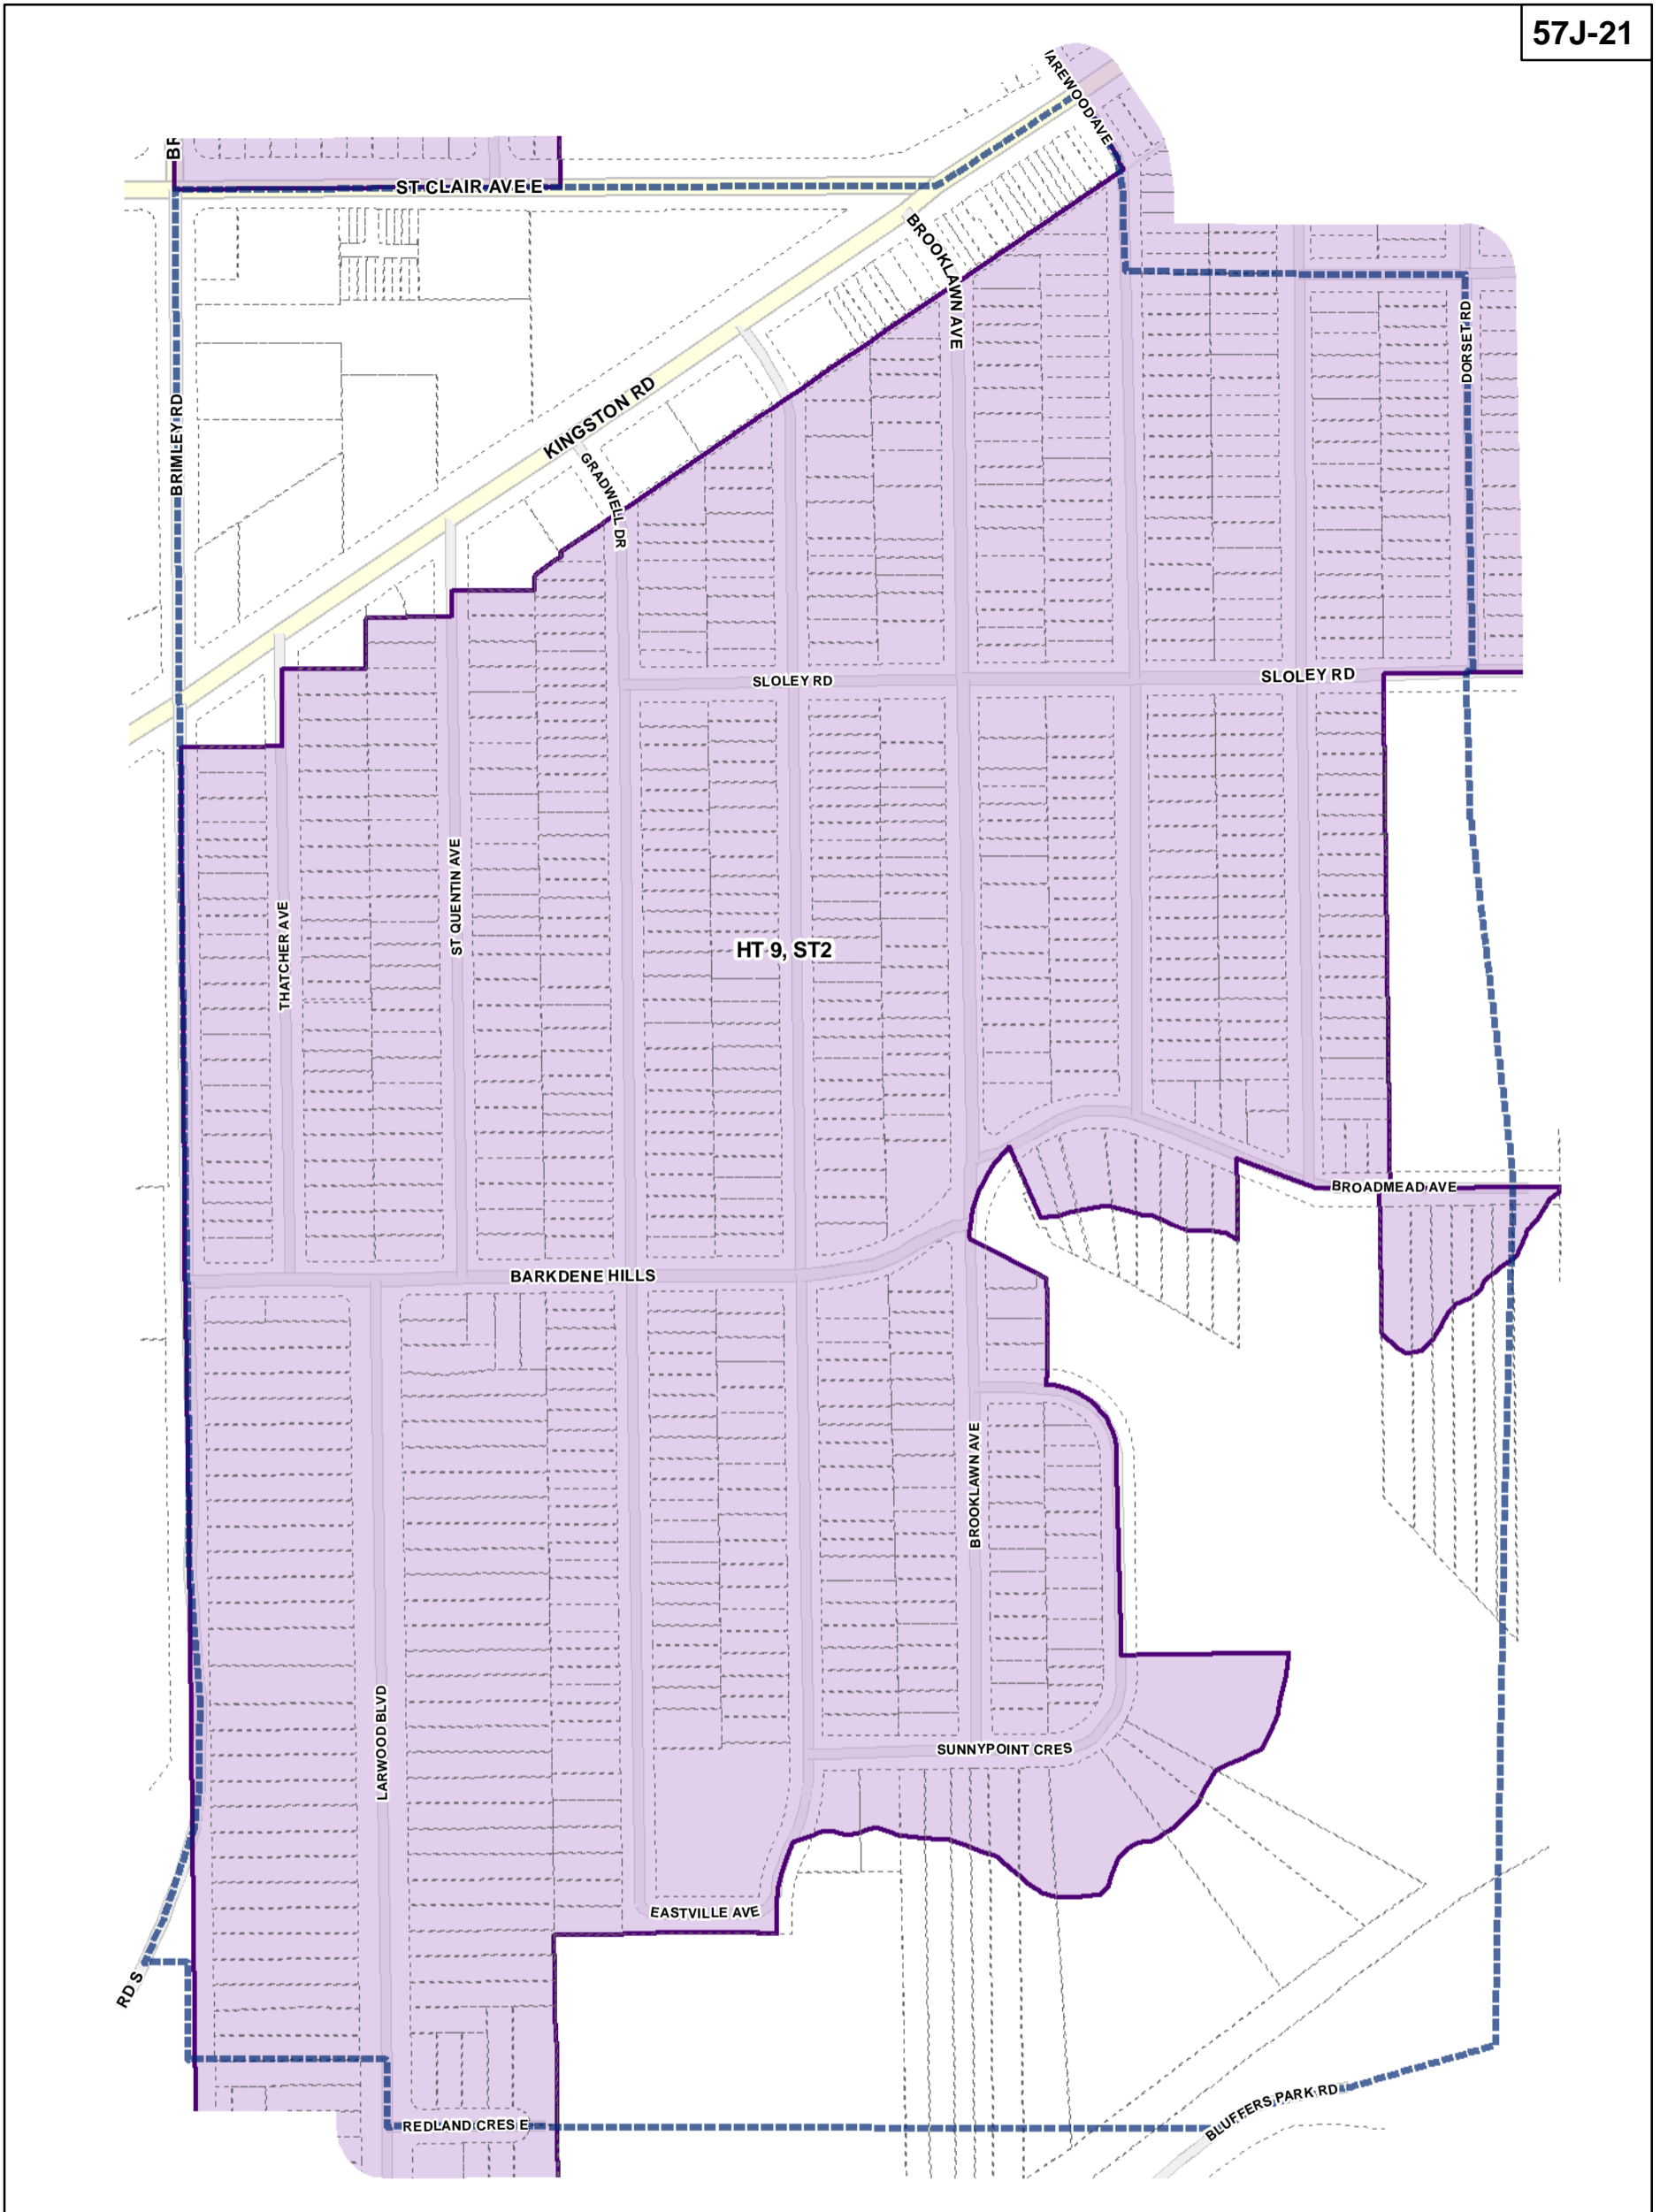 57J-21
AREWOOD AVE
BF
ST CLAIR AVE E
BROOKLAWN AVE
DORSET RD
KINGSTON RD
BRIMLEY RD
GRADWELL DR
SLOLEY RD
SLOLEY RD
ST QUENTIN AVE
THATCHER AVE
HT 9, ST2
BROADMEAD AVE
BARKDENE HILLS
BROOKLAWN AVE
LARWOOD BLVD
SUNNYPOINT CRES
EASTVILLE AVE
RD S
REDLAND CRES E
BLUFFERS PARK RD